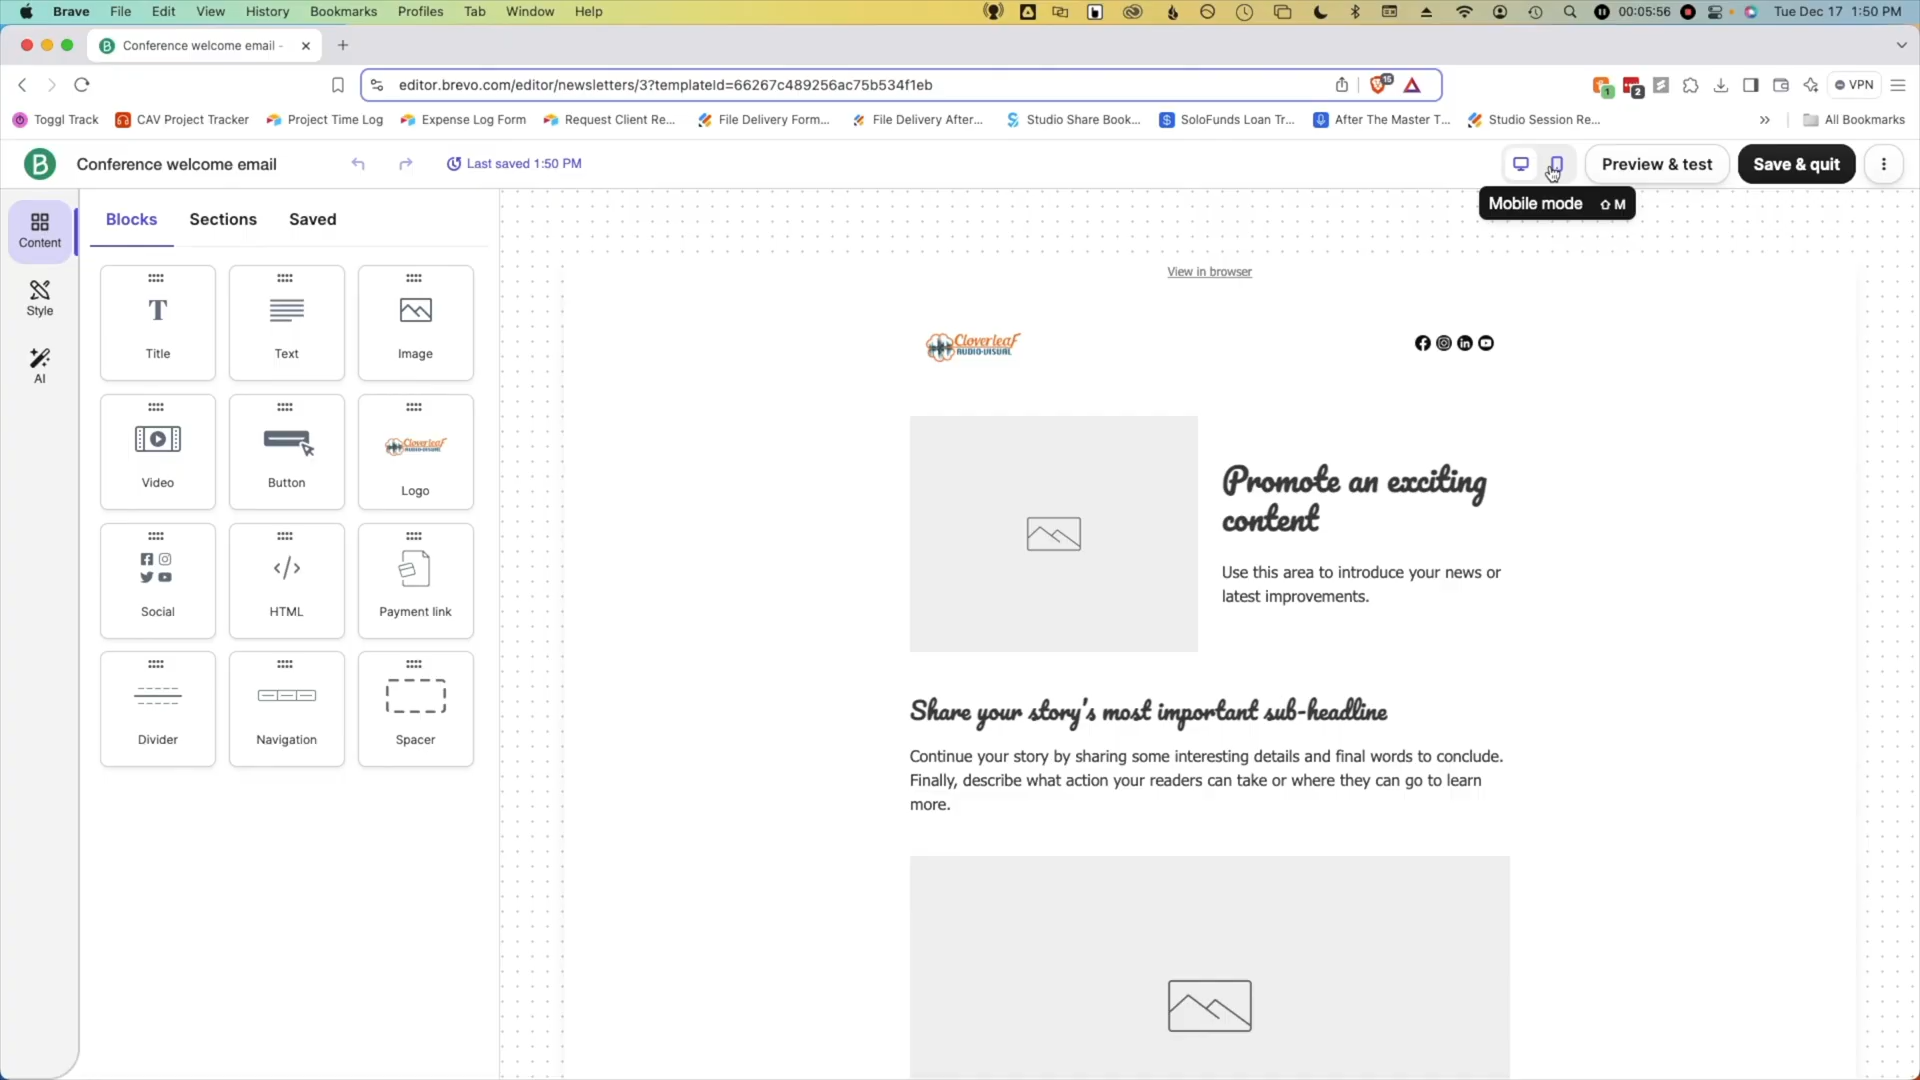 Brave File Edit View History Bookmarks Profiles Tab Window Help 00:05:56 Tue Dec 17 1:50 PM
Conference welcome email -
editor.brevo.com/editor/newsletters/3?templateId=66267c489256ac75b534f1eb 15 1 2 VPN
Toggl Track CAV Project Tracker Project Time Log Expense Log Form Request Client Re... File Delivery Form... File Delivery After... Studio Share Book... SoloFunds Loan Tr... After The Master T... Studio Session Re... » All Bookmarks
B Conference welcome email Last saved 1:50 PM Preview & test Save & quit
Mobile mode ⇧ M
Content
Style
AI
Blocks Sections Saved
Title Text Image
Video Button Logo
Social HTML Payment link
Divider Navigation Spacer
View in browser
Cloverleaf
AUDIO-VISUAL
Promote an exciting
content
Use this area to introduce your news or
latest improvements.
Share your story's most important sub-headline
Continue your story by sharing some interesting details and final words to conclude.
Finally, describe what action your readers can take or where they can go to learn
more.